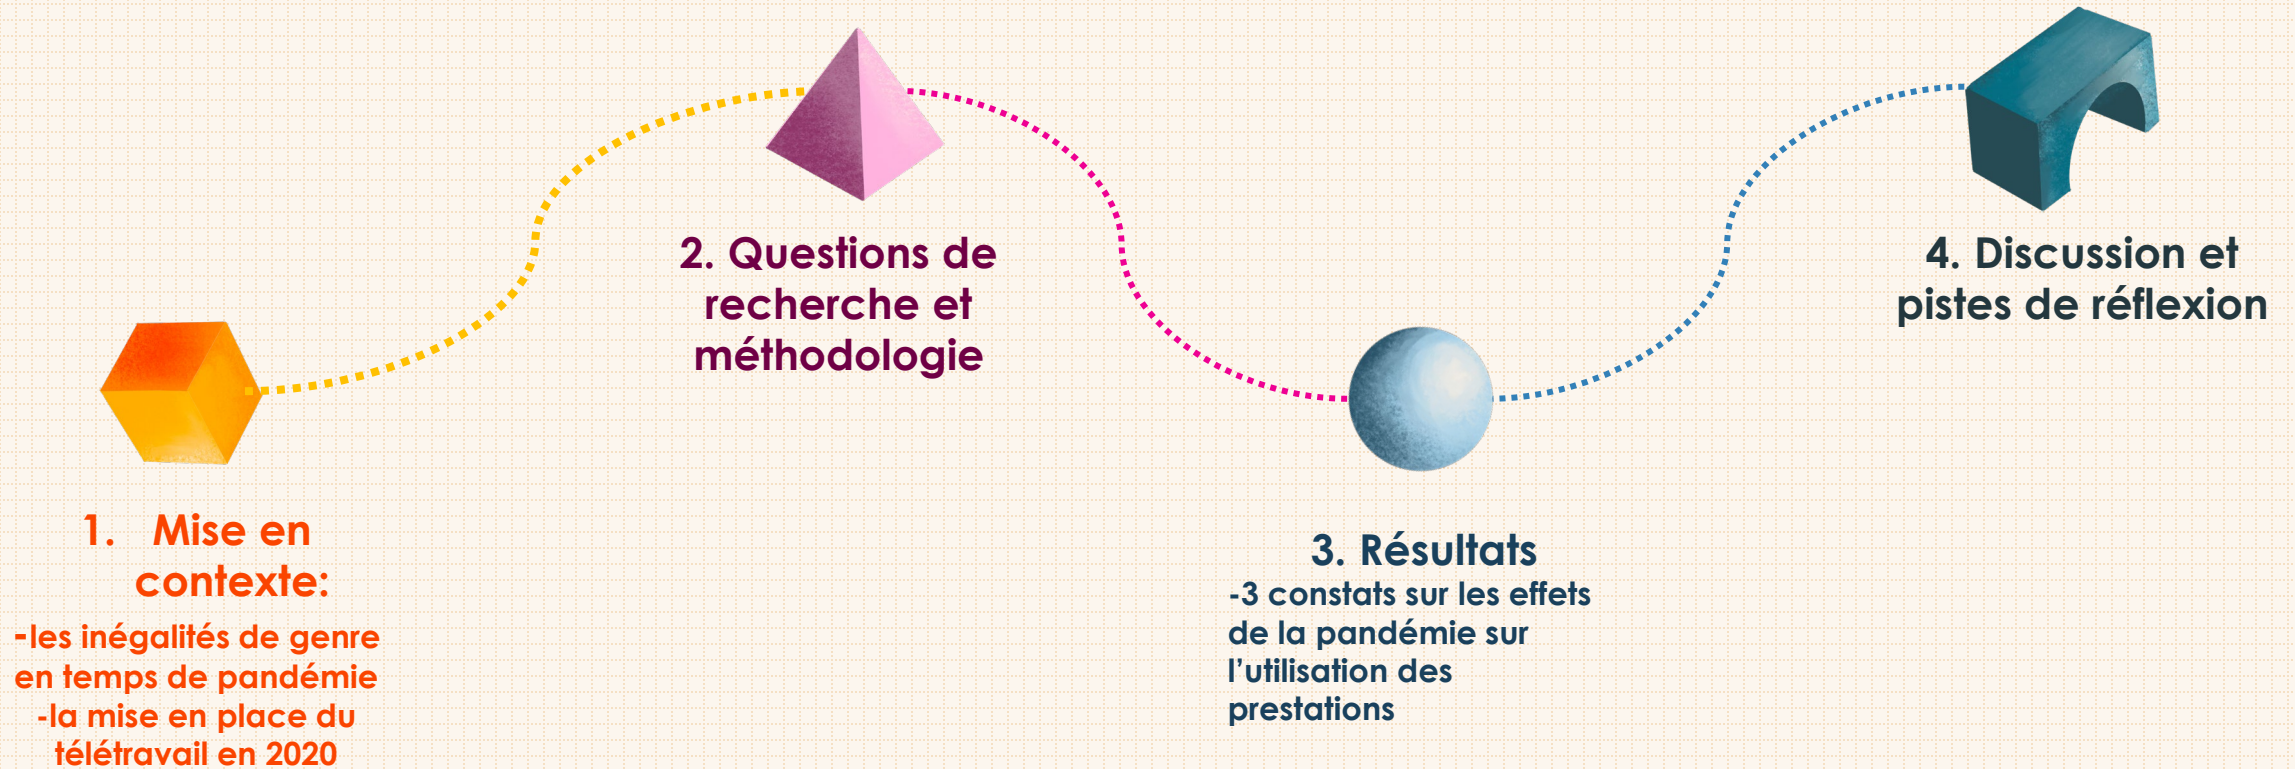 1. Mise en
contexte:
-les inégalités de genre
en temps de pandémie
-la mise en place du
télétravail en 2020
2. Questions de
recherche et
méthodologie
3. Résultats
-3 constats sur les effets
de la pandémie sur
l’utilisation des
prestations
4. Discussion et
pistes de réflexion